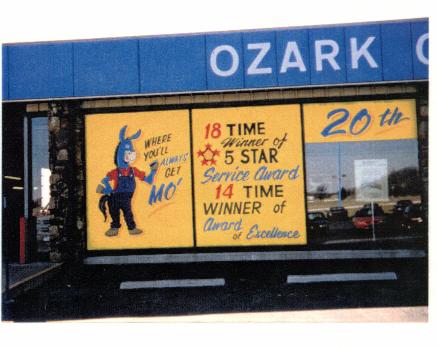 OZARK
WHERE
YOU'LL
ALWAYS
GET
MO'
18 TIME
Winner of
5 STAR
Service Award
14 TIME
WINNER of
Award
of Excellence
20th